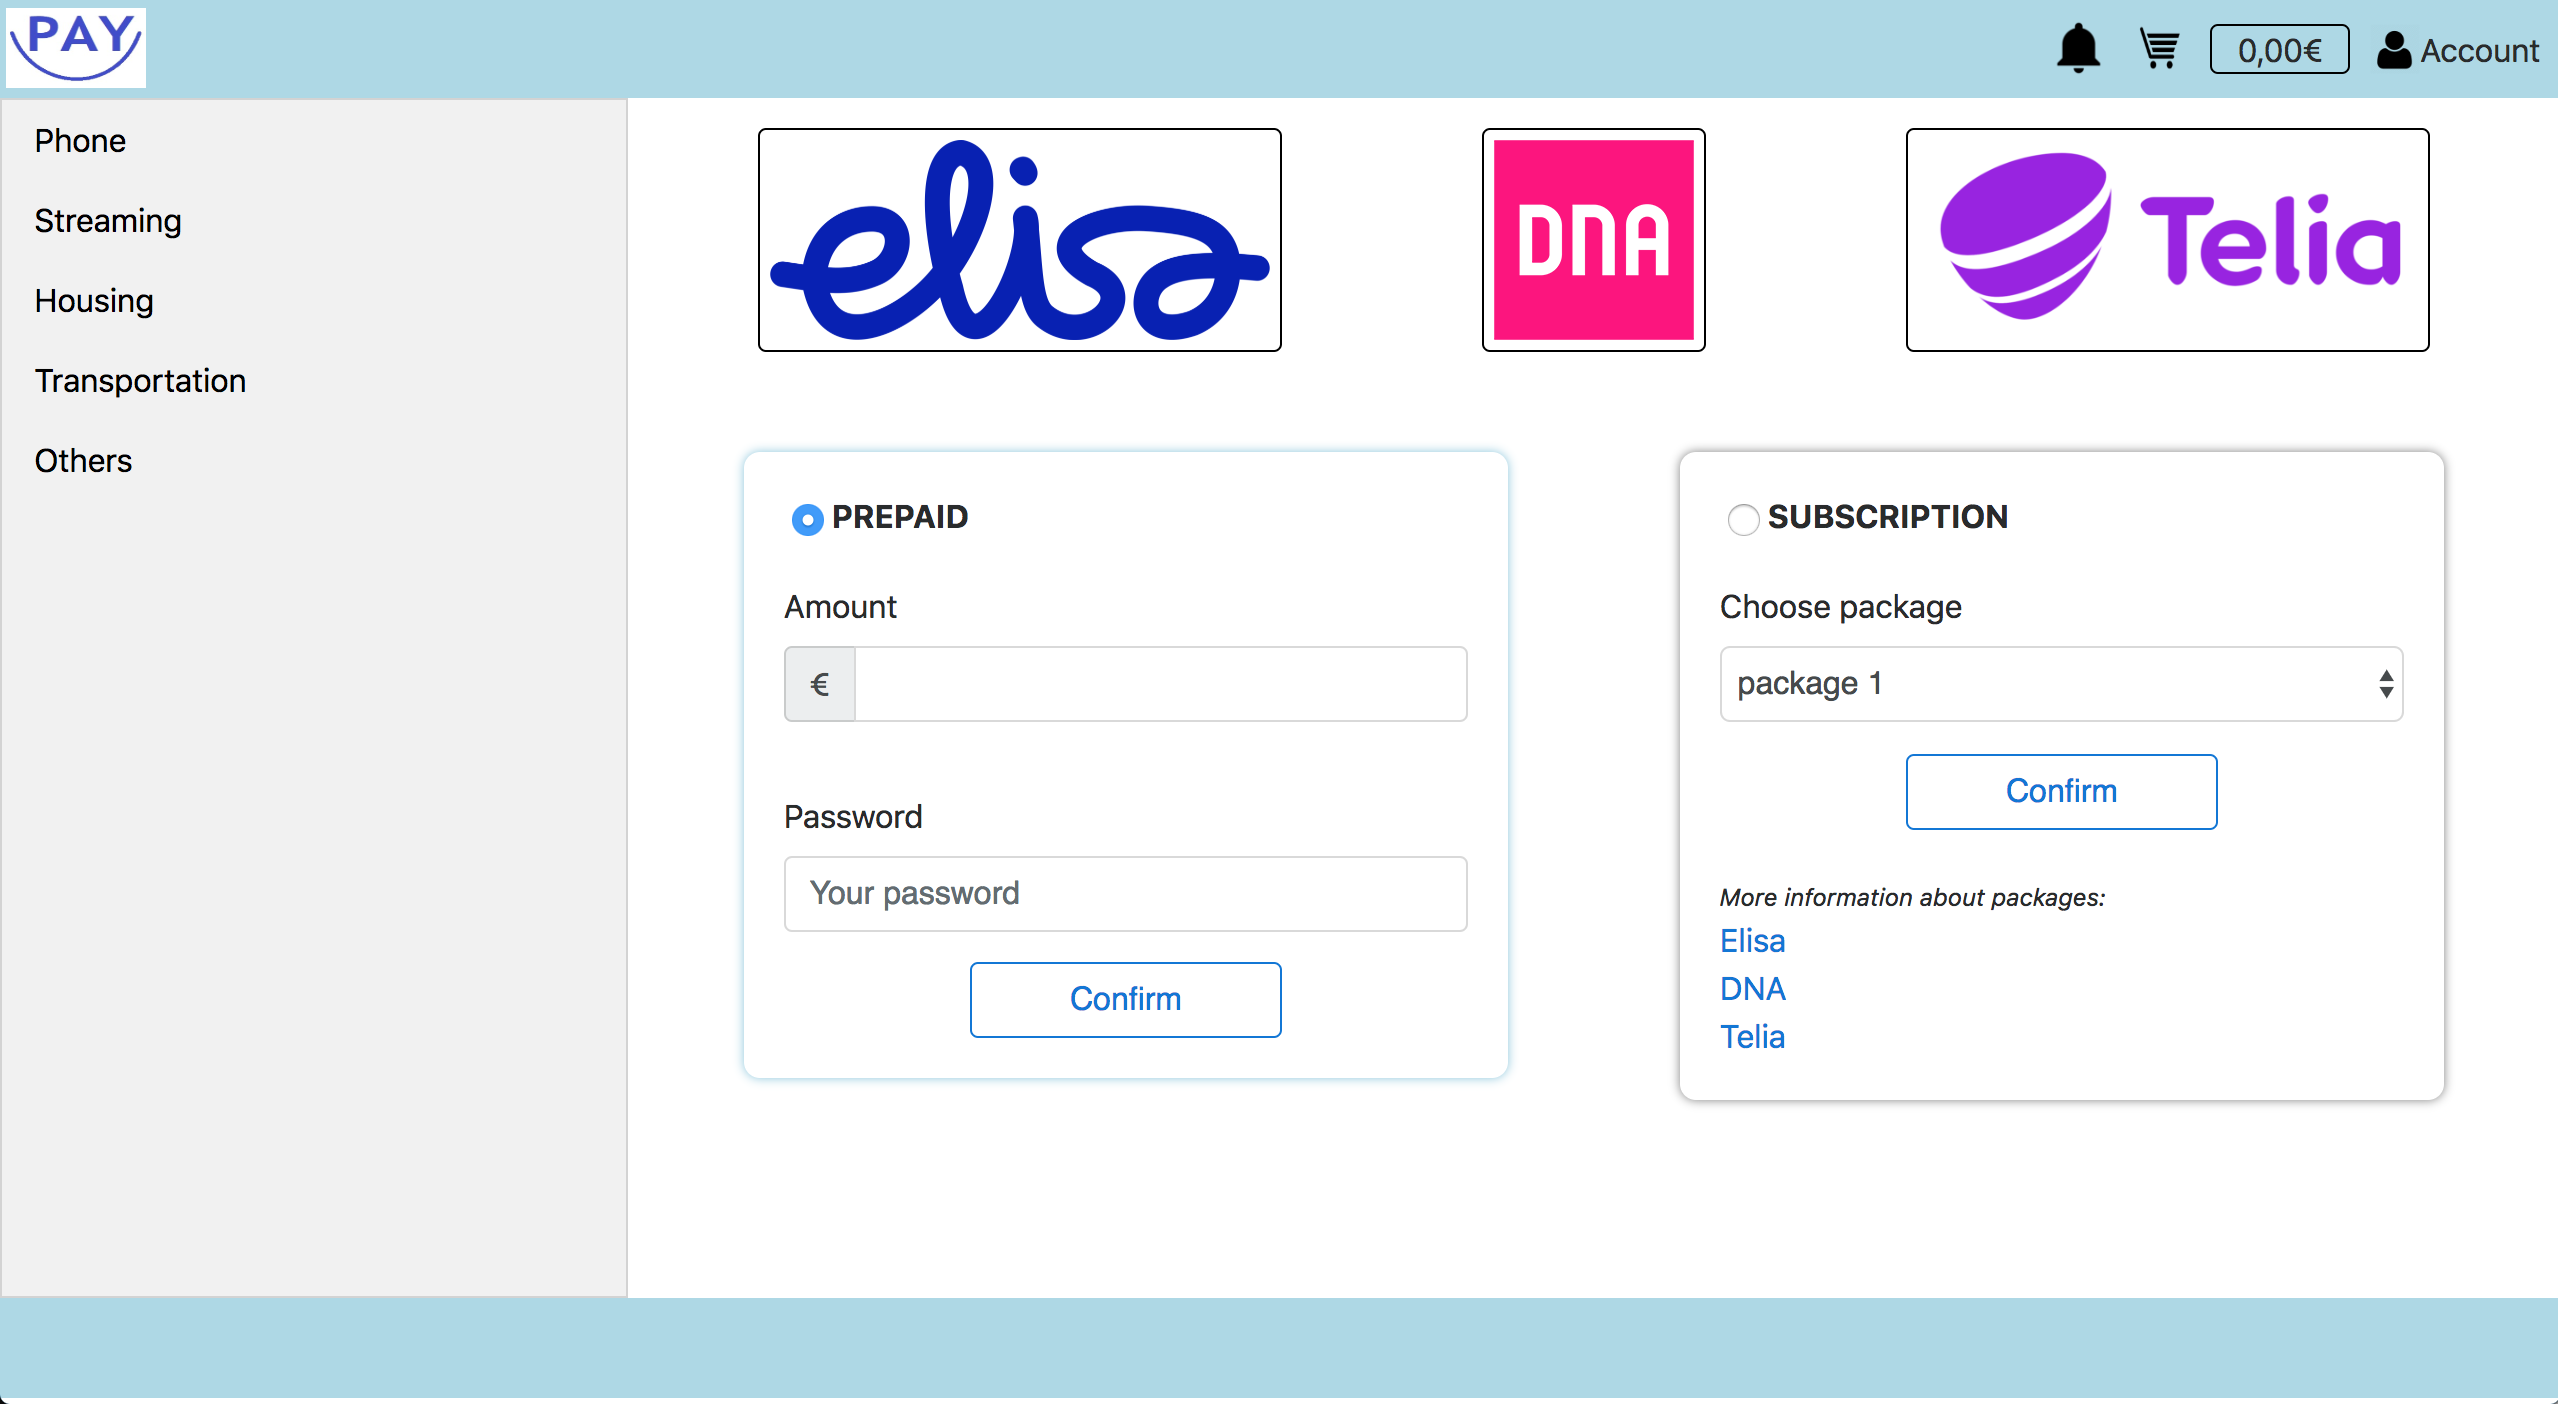 PAY
0,00€
Account
Phone
Streaming
Housing
Transportation
Others
elisa
DNA
Telia
PREPAID
Amount
€
Password
Your password
Confirm
SUBSCRIPTION
Choose package
package 1
Confirm
More information about packages:
Elisa
DNA
Telia